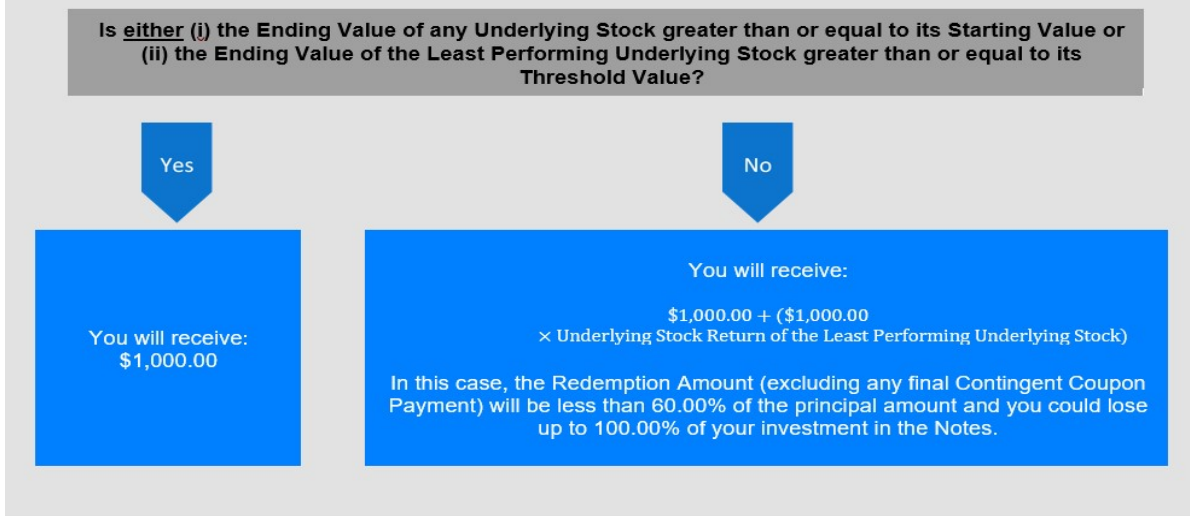 Is either (i) the Ending Value of any Underlying Stock greater than or equal to its Starting Value or
(ii) the Ending Value of the Least Performing Underlying Stock greater than or equal to its
Threshold Value?
Yes
No
You will receive:
$1,000.00
You will receive:
$1,000.00 + ($1,000.00
× Underlying Stock Return of the Least Performing Underlying Stock)
In this case, the Redemption Amount (excluding any final Contingent Coupon
Payment) will be less than 60.00% of the principal amount and you could lose
up to 100.00% of your investment in the Notes.